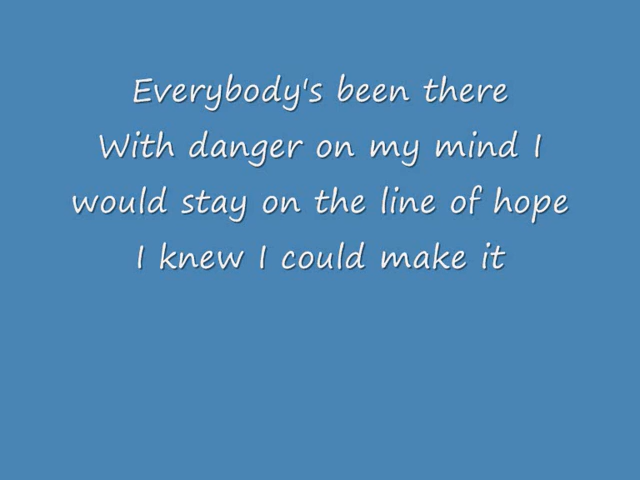 Everybody's been there
With danger on my mind I
would stay on the line of hope
I knew I could make it